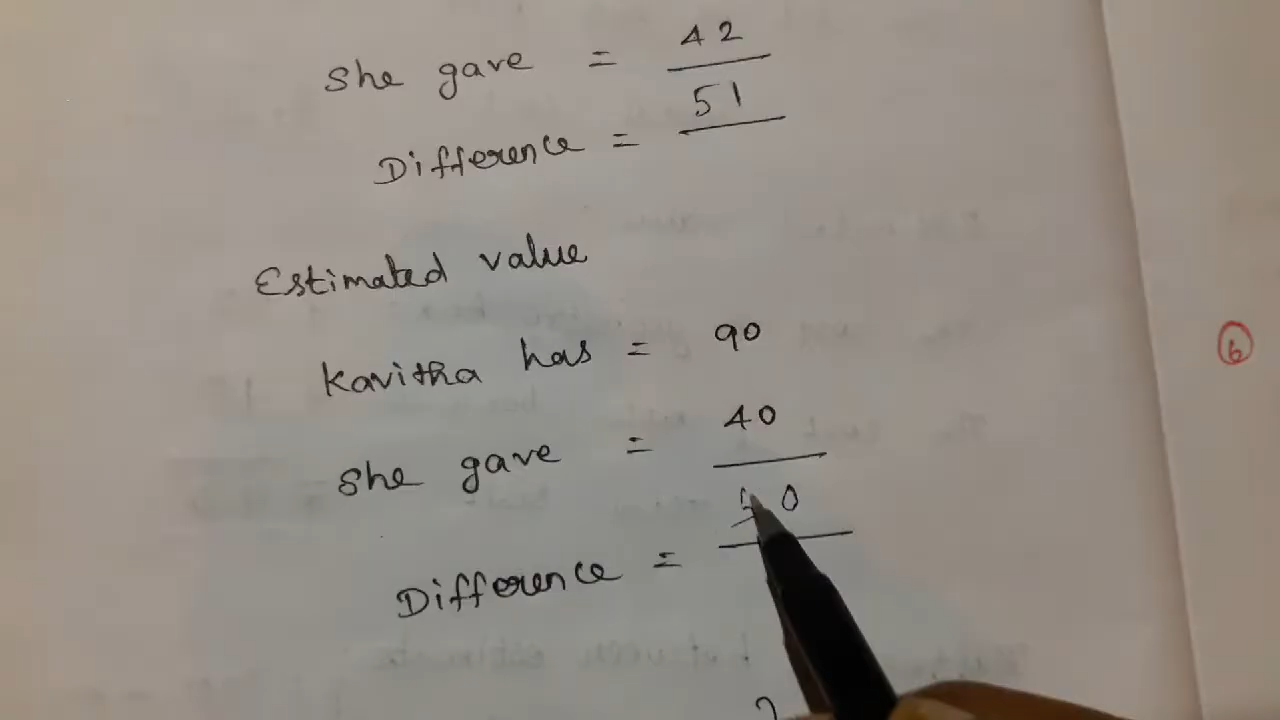 She gave = 42
51
Difference =
Estimated value
Kavitha has = 90
She gave = 40
Difference =
6